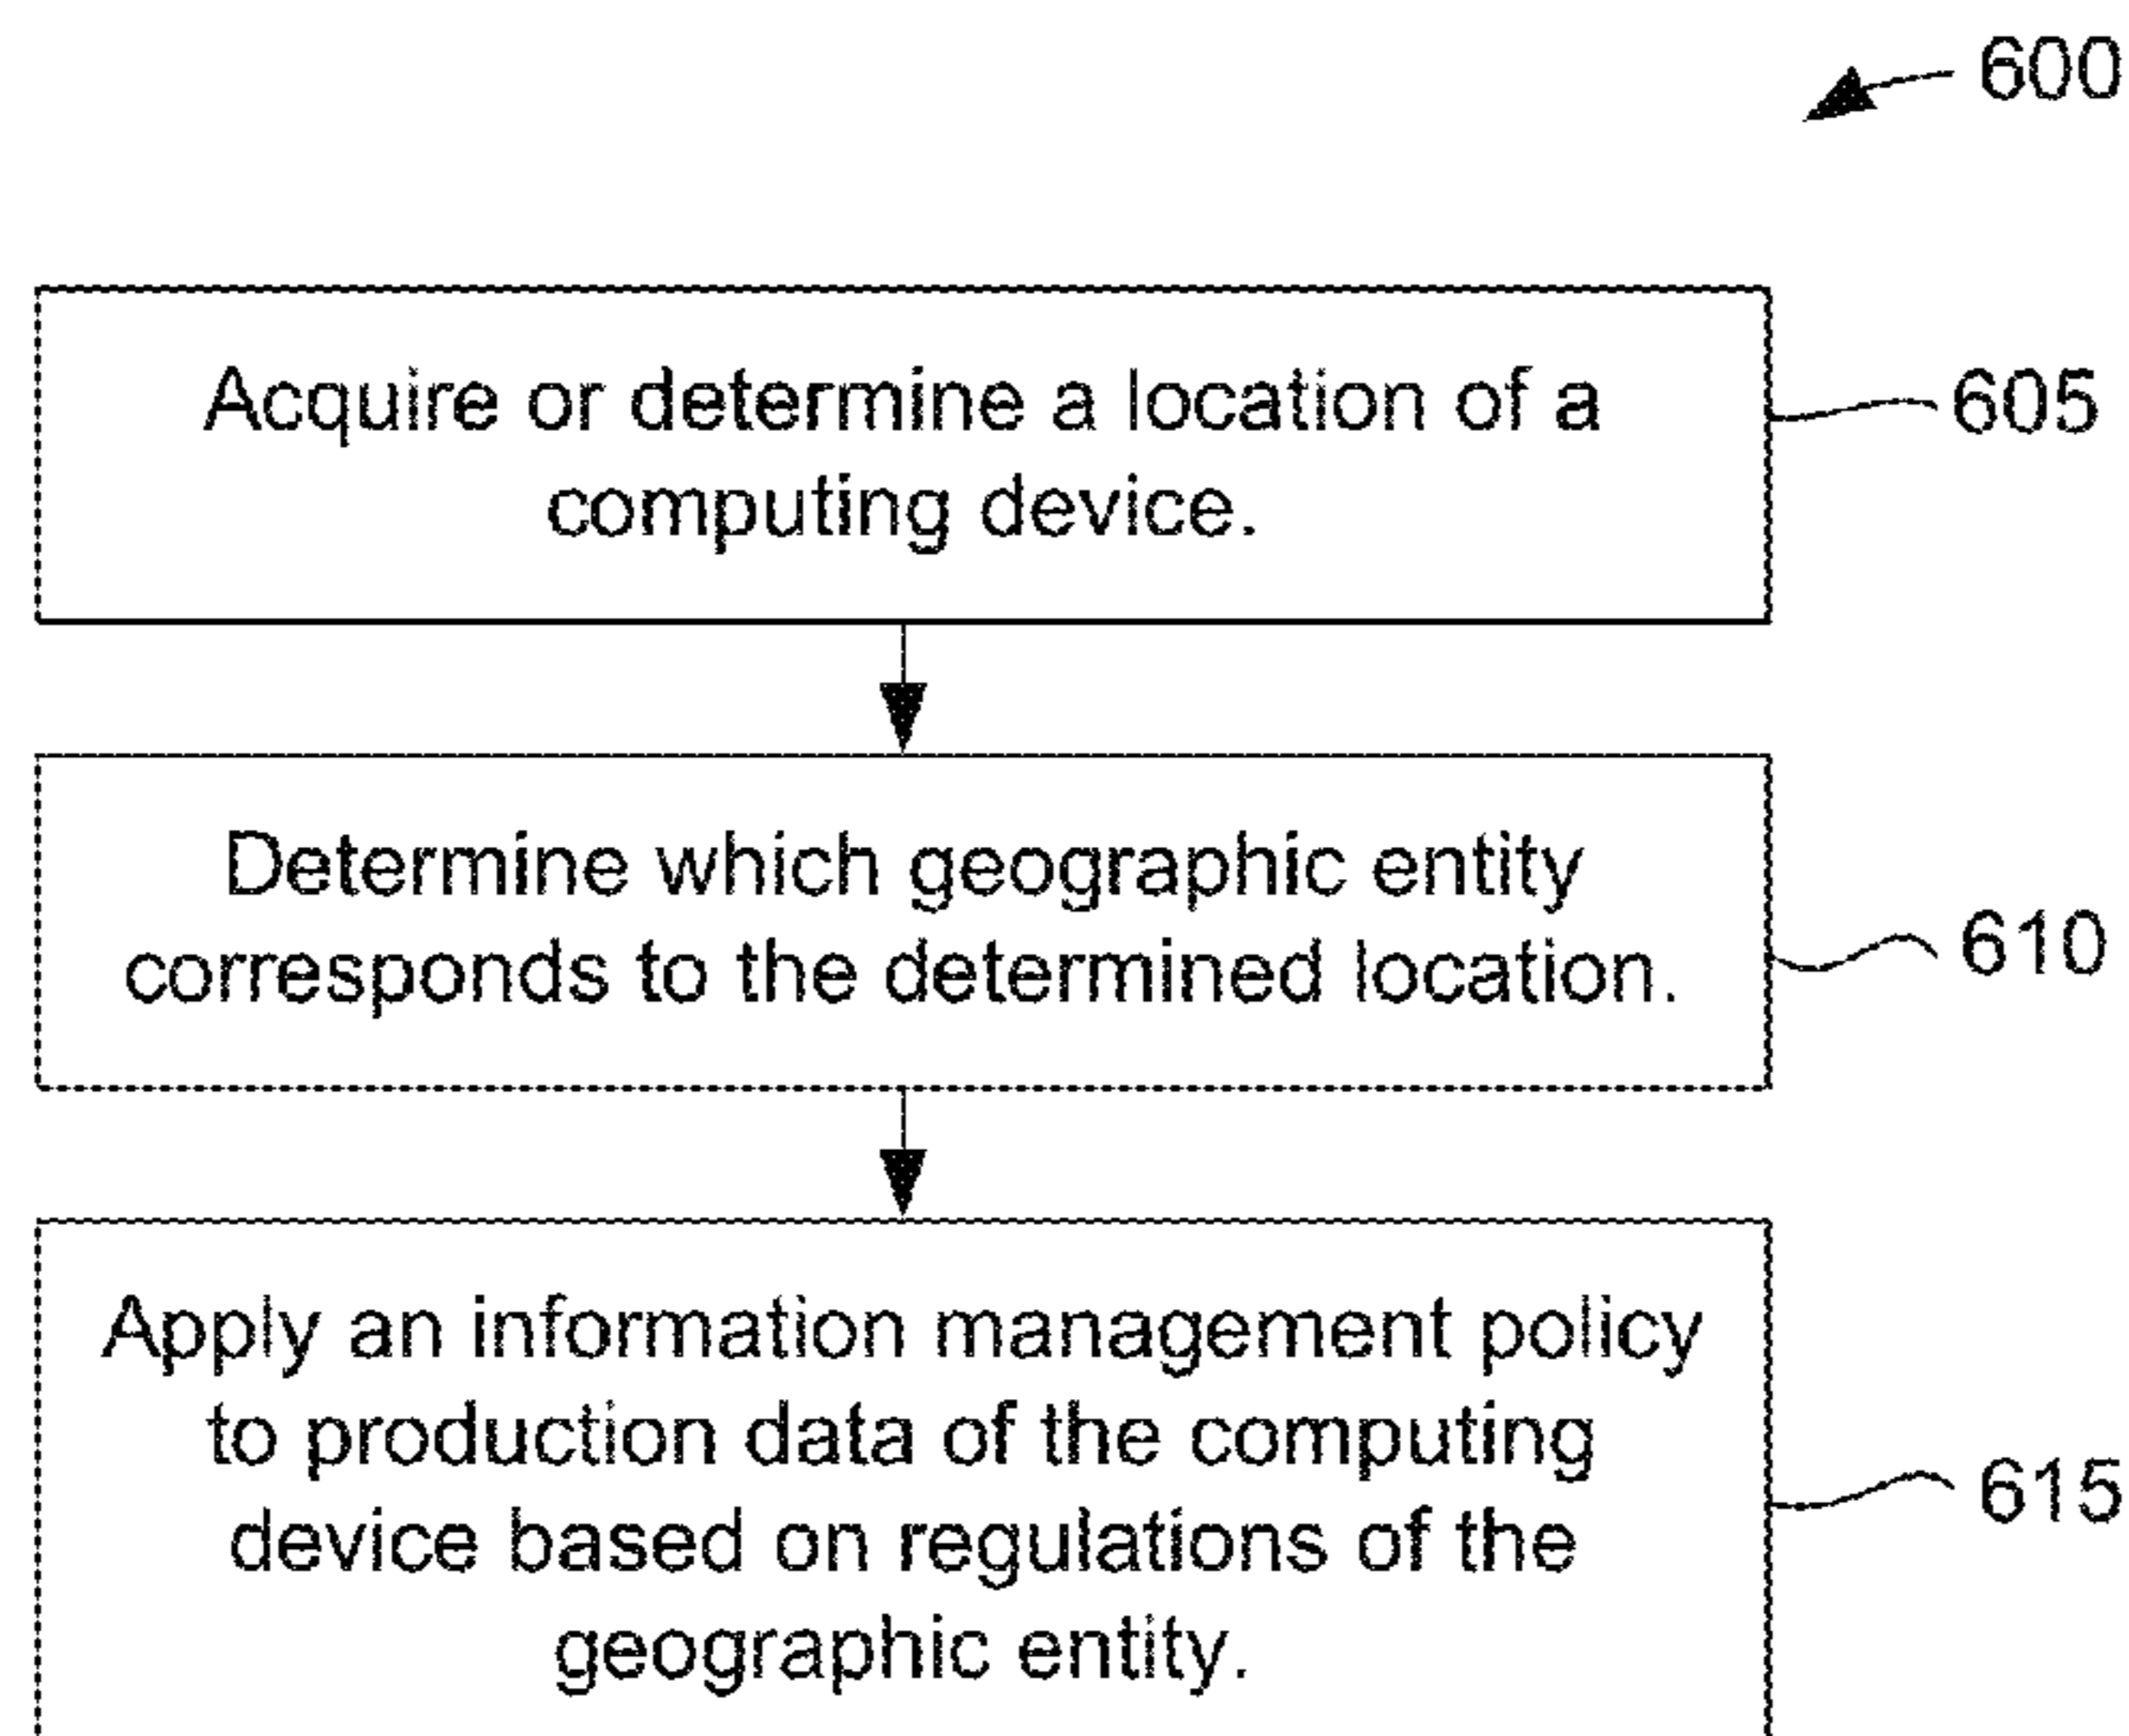 600
Acquire or determine a location of a
computing device.
605
Determine which geographic entity
corresponds to the determined location.
610
Apply an information management policy
to production data of the computing
device based on regulations of the
geographic entity.
615